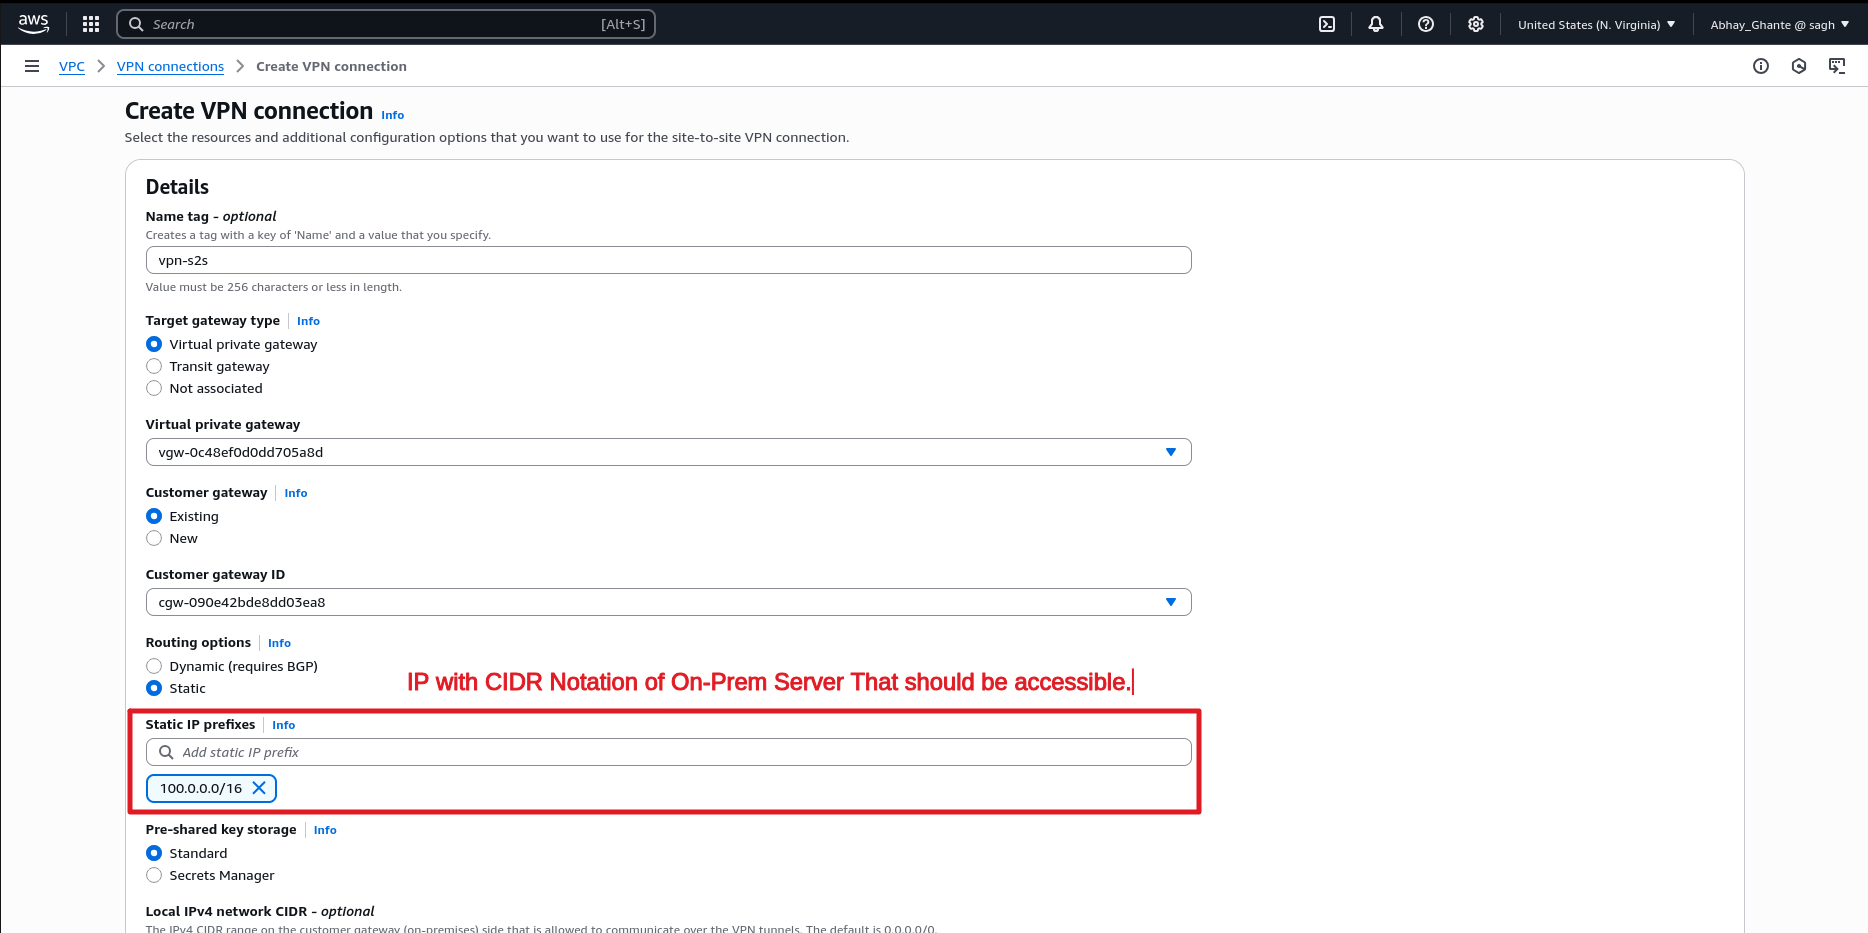 aws
Search [Alt+S]
United States (N. Virginia)
Abhay_Ghante @ sagh
VPC
VPN connections
Create VPN connection
Create VPN connection Info
Select the resources and additional configuration options that you want to use for the site-to-site VPN connection.
Details
Name tag - optional
Creates a tag with a key of 'Name' and a value that you specify.
vpn-s2s
Value must be 256 characters or less in length.
Target gateway type Info
Virtual private gateway
Transit gateway
Not associated
Virtual private gateway
vgw-0c48ef0d0dd705a8d
Customer gateway Info
Existing
New
Customer gateway ID
cgw-090e42bde8dd03ea8
Routing options Info
Dynamic (requires BGP)
Static
IP with CIDR Notation of On-Prem Server That should be accessible.
Static IP prefixes Info
Add static IP prefix
100.0.0.0/16
Pre-shared key storage Info
Standard
Secrets Manager
Local IPv4 network CIDR - optional
The IPv4 CIDR range on the customer gateway (on-premises) side that is allowed to communicate over the VPN tunnels. The default is 0.0.0.0/0.